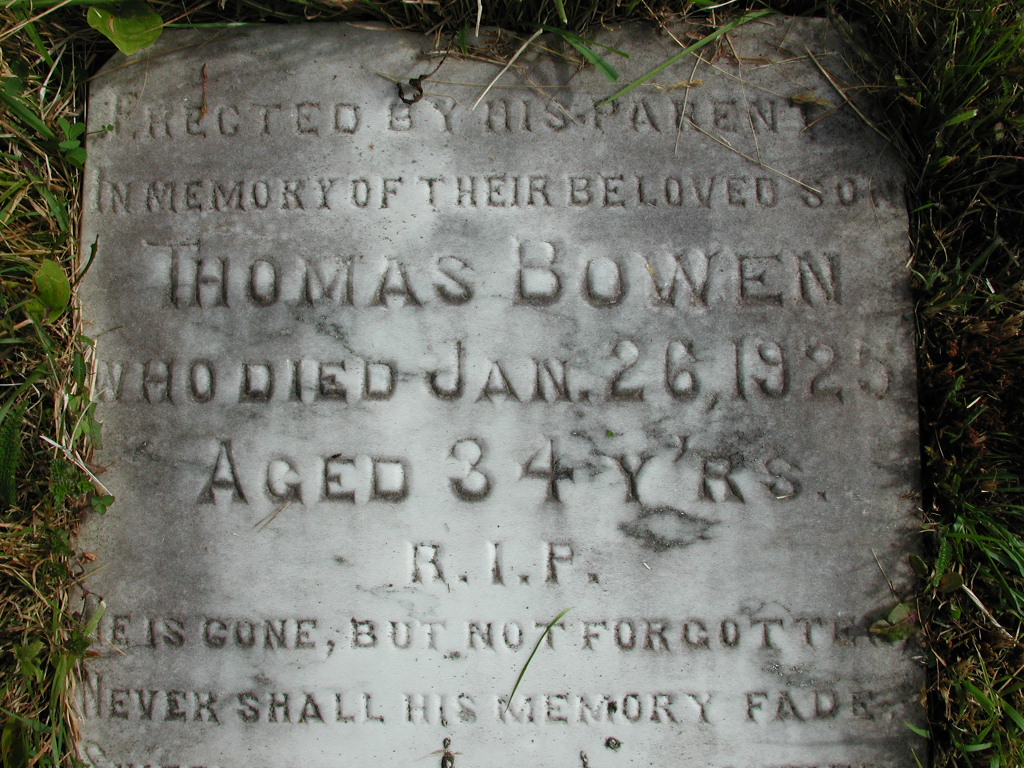 ERECTED BY HIS PARENT
IN MEMORY OF THEIR BELOVED SON
THOMAS BOWEN
WHO DIED JAN. 26, 1925
AGED 34 Y'RS.
R.I.P.
HE IS GONE, BUT NOT FORGOTTEN
NEVER SHALL HIS MEMORY FADE,